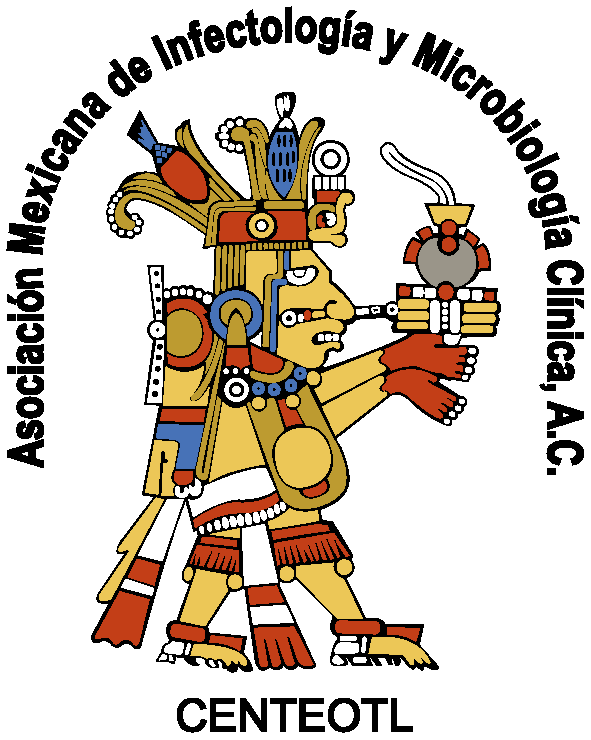 Asociación Mexicana de Infectología y Microbiología Clínica, A.C.
CENTEOTL